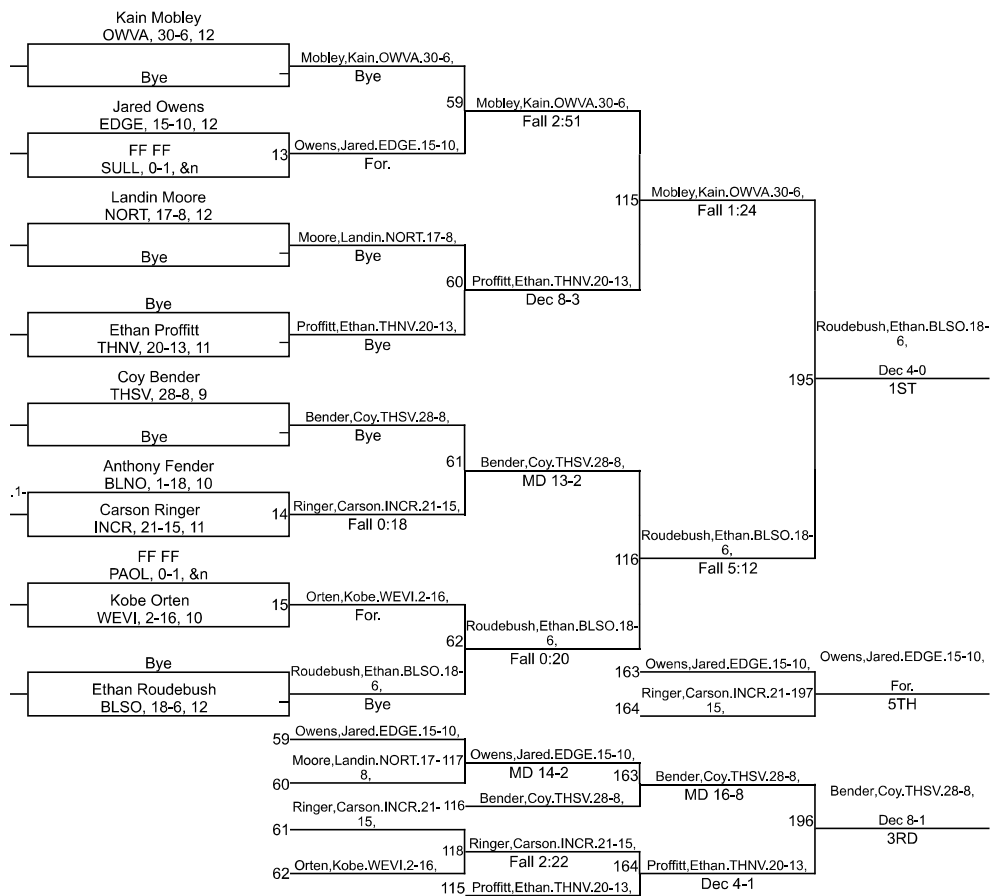 Kain Mobley
OWVA, 30-6, 12
Bye
Jared Owens
EDGE, 15-10, 12
FF FF
SULL, 0-1, &n
13
Landin Moore
NORT, 17-8, 12
Bye
Bye
Ethan Proffitt
THNV, 20-13, 11
Coy Bender
THSV, 28-8, 9
Bye
Anthony Fender
BLNO, 1-18, 10
.1-
Carson Ringer
INCR, 21-15, 11
14
FF FF
PAOL, 0-1, &n
Kobe Orten
WEVI, 2-16, 10
15
Bye
Ethan Roudebush
BLSO, 18-6, 12
Mobley,Kain.OWVA.30-6,
Bye
59
Owens,Jared.EDGE.15-10,
For.
Moore,Landin.NORT.17-8,
Bye
60
Proffitt,Ethan.THNV.20-13,
Bye
Bender,Coy.THSV.28-8,
Bye
61
Ringer,Carson.INCR.21-15,
Fall 0:18
Orten,Kobe.WEVI.2-16,
For.
62
Roudebush,Ethan.BLSO.18-
6,
Bye
Mobley,Kain.OWVA.30-6,
Fall 2:51
115
Proffitt,Ethan.THNV.20-13,
Dec 8-3
Bender,Coy.THSV.28-8,
MD 13-2
116
Roudebush,Ethan.BLSO.18-
6,
Fall 0:20
Mobley,Kain.OWVA.30-6,
Fall 1:24
195
Roudebush,Ethan.BLSO.18-
6,
Fall 5:12
Roudebush,Ethan.BLSO.18-
6,
Dec 4-0
1ST
163
Owens,Jared.EDGE.15-10,
164
Ringer,Carson.INCR.21-197
15,
Owens,Jared.EDGE.15-10,
For.
5TH
59
Owens,Jared.EDGE.15-10,
Moore,Landin.NORT.17-117
8,
60
Owens,Jared.EDGE.15-10,
MD 14-2
163
116
Bender,Coy.THSV.28-8,
Bender,Coy.THSV.28-8,
MD 16-8
Ringer,Carson.INCR.21-
15,
61
118
62
Orten,Kobe.WEVI.2-16,
Ringer,Carson.INCR.21-15,
Fall 2:22
164
115
Proffitt,Ethan.THNV.20-13,
Proffitt,Ethan.THNV.20-13,
Dec 4-1
196
Bender,Coy.THSV.28-8,
Dec 8-1
3RD